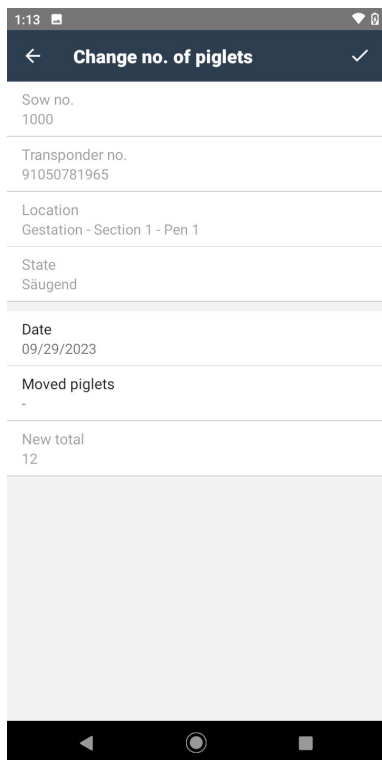 1:13
Change no. of piglets
Sow no.
1000
Transponder no.
91050781965
Location
Gestation - Section 1 - Pen 1
State
Säugend
Date
09/29/2023
Moved piglets
-
New total
12